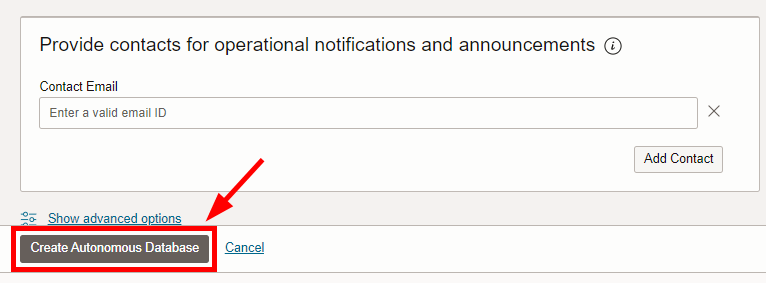 Provide contacts for operational notifications and announcements
Contact Email
Enter a valid email ID
Add Contact
Show advanced options
Create Autonomous Database
Cancel